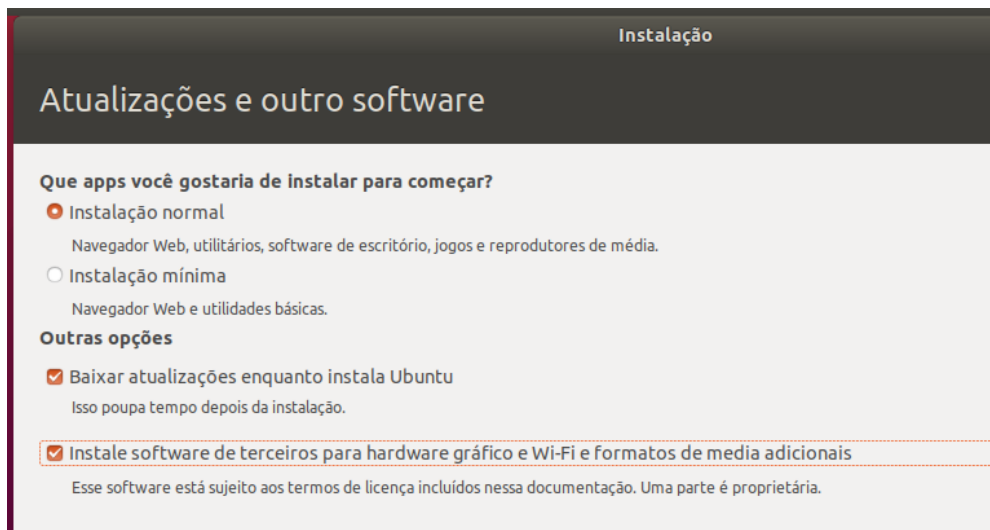 Instalação
Atualizações e outro software
Que apps você gostaria de instalar para começar?
Instalação normal
Navegador Web, utilitários, software de escritório, jogos e reprodutores de média.
Instalação mínima
Navegador Web e utilidades básicas.
Outras opções
Baixar atualizações enquanto instala Ubuntu
Isso poupa tempo depois da instalação.
Instale software de terceiros para hardware gráfico e Wi-Fi e formatos de media adicionais
Esse software está sujeito aos termos de licença incluídos nessa documentação. Uma parte é proprietária.